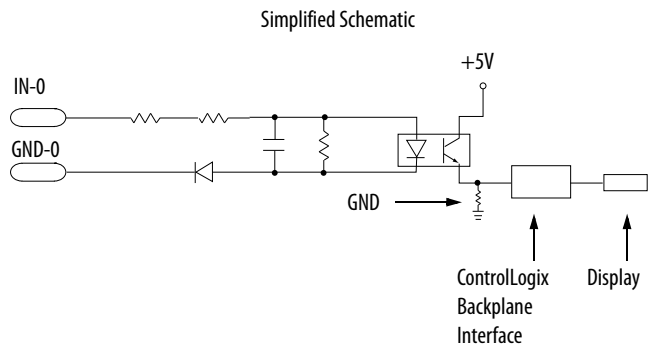 Simplified Schematic
+5V
IN-0
GND-0
GND
ControlLogix
Backplane
Interface
Display